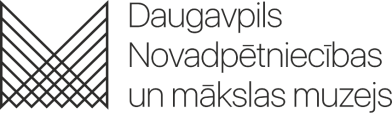 Daugavpils
Novadpētniecības
un mākslas muzejs